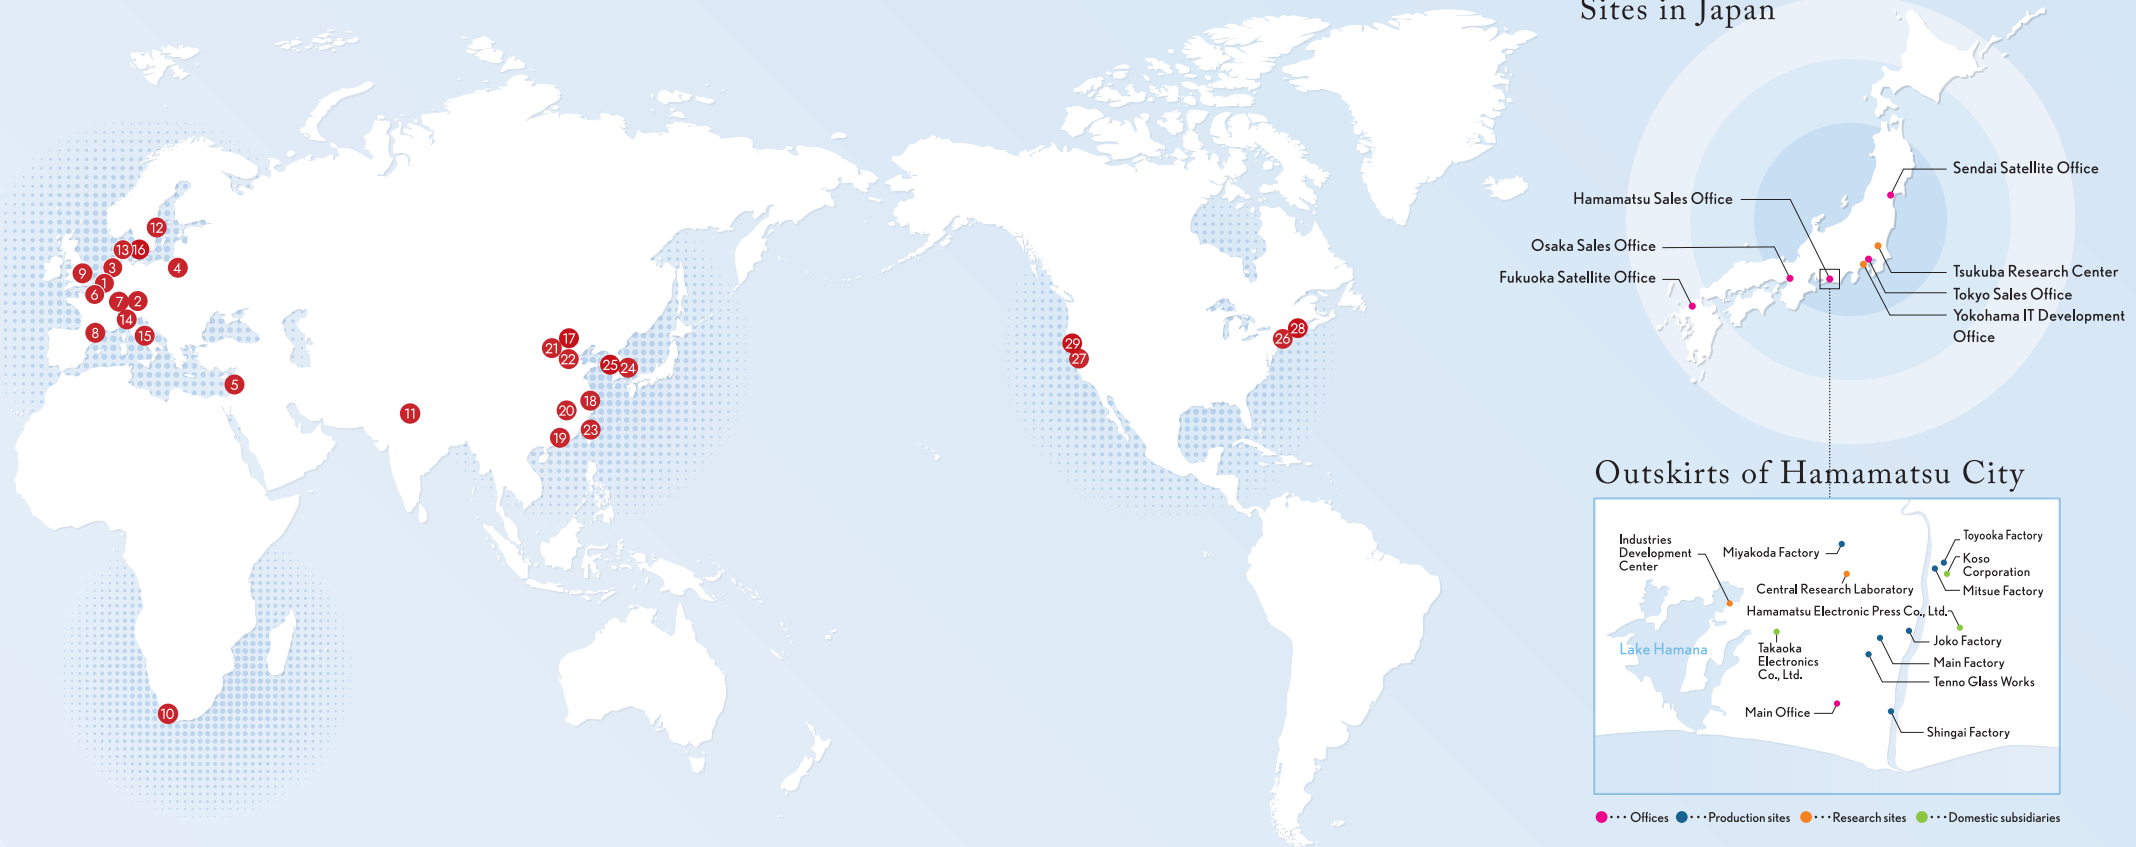 Sites in Japan
Sendai Satellite Office
Hamamatsu Sales Office
Osaka Sales Office
Fukuoka Satellite Office
Tsukuba Research Center
Tokyo Sales Office
Yokohama IT Development
Office
12
13
16
9
3
4
1
6
7
2
14
8
15
5
11
10
17
21
22
25
24
18
20
19
23
29
27
28
26
Outskirts of Hamamatsu City
Industries
Development
Center
Miyakoda Factory
Toyooka Factory
Koso
Corporation
Central Research Laboratory
Mitsue Factory
Hamamatsu Electronic Press Co., Ltd.
Lake Hamana
Takaoka
Electronics
Co., Ltd.
Joko Factory
Main Factory
Tenno Glass Works
Main Office
Shingai Factory
●··· Offices ●··· Production sites ●··· Research sites ●··· Domestic subsidiaries